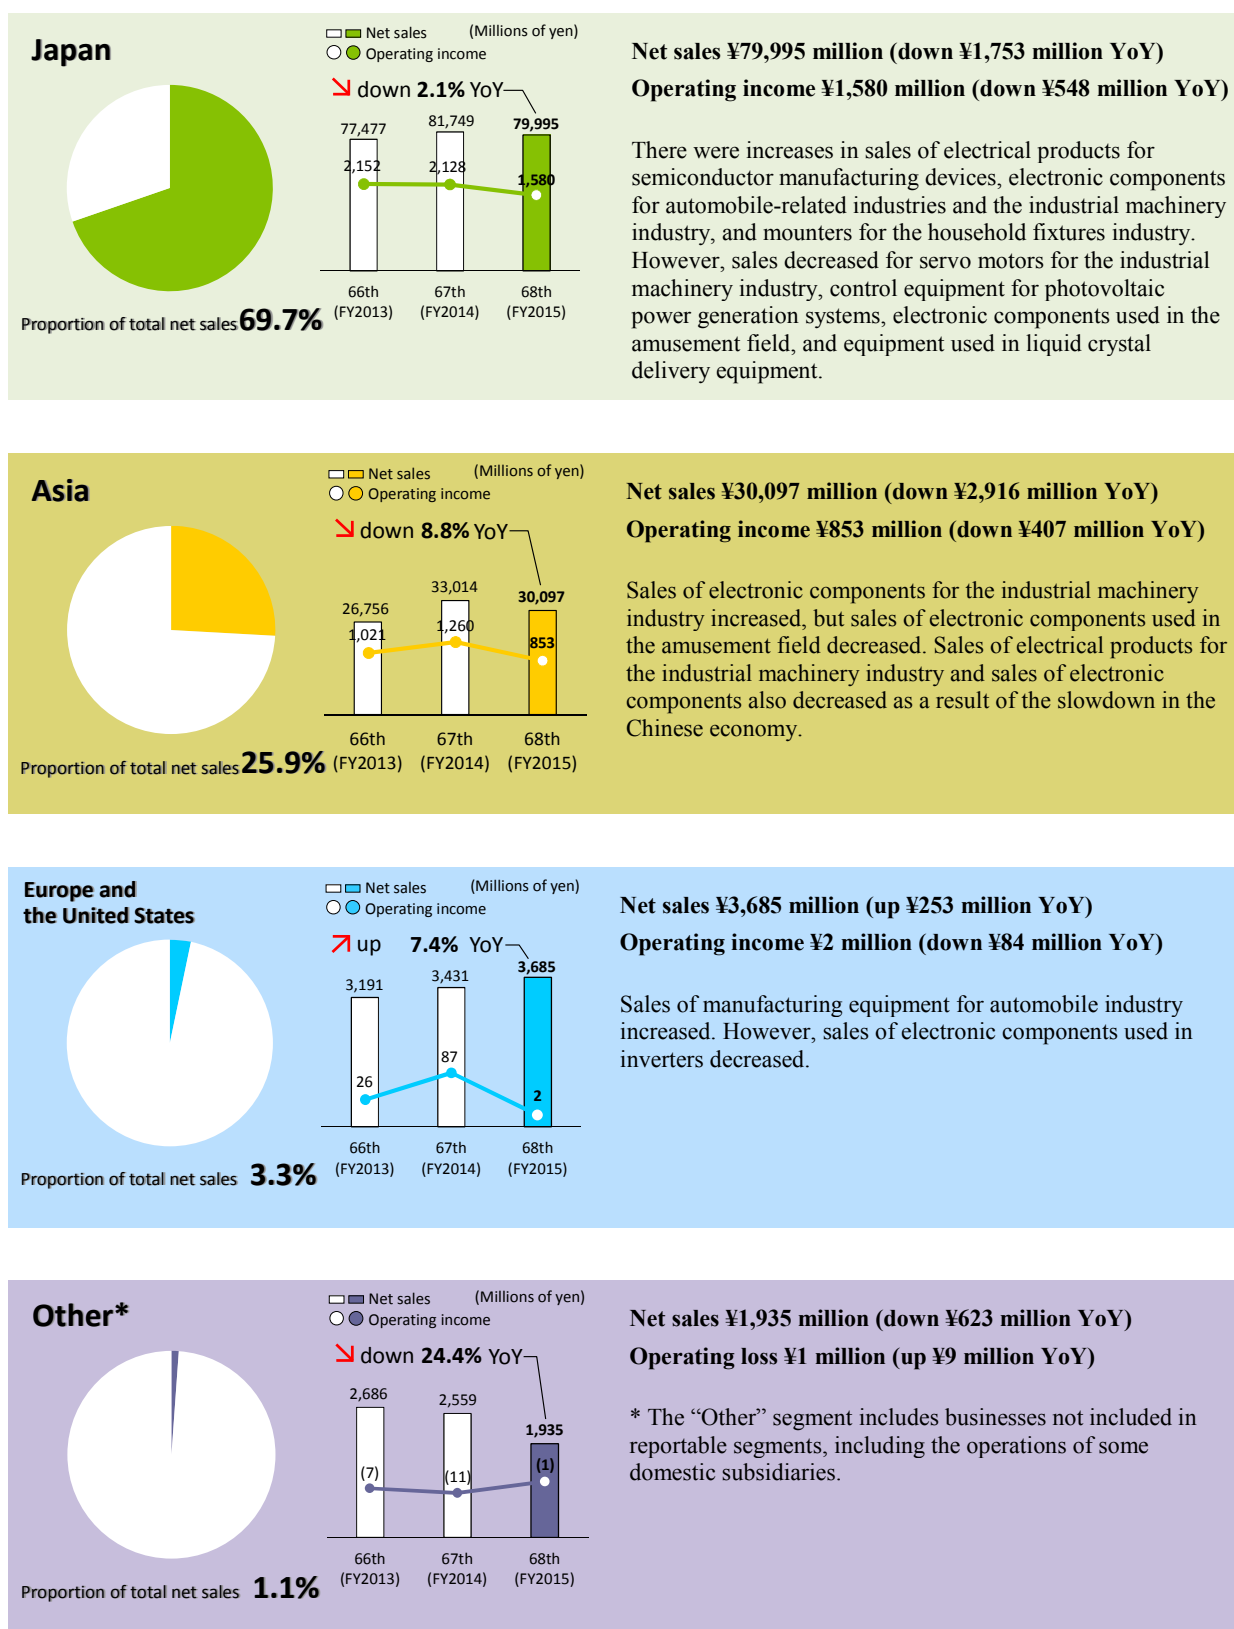 Japan
Net sales (Millions of yen)
Operating income
down 2.1% YoY
77,477 81,749 79,995
2,152 2,128 1,580
66th 67th 68th
(FY2013) (FY2014) (FY2015)
Proportion of total net sales 69.7%
Net sales ¥79,995 million (down ¥1,753 million YoY)
Operating income ¥1,580 million (down ¥548 million YoY)
There were increases in sales of electrical products for
semiconductor manufacturing devices, electronic components
for automobile-related industries and the industrial machinery
industry, and mounters for the household fixtures industry.
However, sales decreased for servo motors for the industrial
machinery industry, control equipment for photovoltaic
power generation systems, electronic components used in the
amusement field, and equipment used in liquid crystal
delivery equipment.
Asia
Net sales (Millions of yen)
Operating income
down 8.8% YoY
26,756 33,014 30,097
1,021 1,260 853
66th 67th 68th
(FY2013) (FY2014) (FY2015)
Proportion of total net sales 25.9%
Net sales ¥30,097 million (down ¥2,916 million YoY)
Operating income ¥853 million (down ¥407 million YoY)
Sales of electronic components for the industrial machinery
industry increased, but sales of electronic components used in
the amusement field decreased. Sales of electrical products for
the industrial machinery industry and sales of electronic
components also decreased as a result of the slowdown in the
Chinese economy.
Europe and
the United States
Net sales (Millions of yen)
Operating income
up 7.4% YoY
3,191 3,431 3,685
26 87 2
66th 67th 68th
(FY2013) (FY2014) (FY2015)
Proportion of total net sales 3.3%
Net sales ¥3,685 million (up ¥253 million YoY)
Operating income ¥2 million (down ¥84 million YoY)
Sales of manufacturing equipment for automobile industry
increased. However, sales of electronic components used in
inverters decreased.
Other*
Net sales (Millions of yen)
Operating income
down 24.4% YoY
2,686 2,559 1,935
(7) (11) (1)
66th 67th 68th
(FY2013) (FY2014) (FY2015)
Proportion of total net sales 1.1%
Net sales ¥1,935 million (down ¥623 million YoY)
Operating loss ¥1 million (up ¥9 million YoY)
* The “Other” segment includes businesses not included in
reportable segments, including the operations of some
domestic subsidiaries.